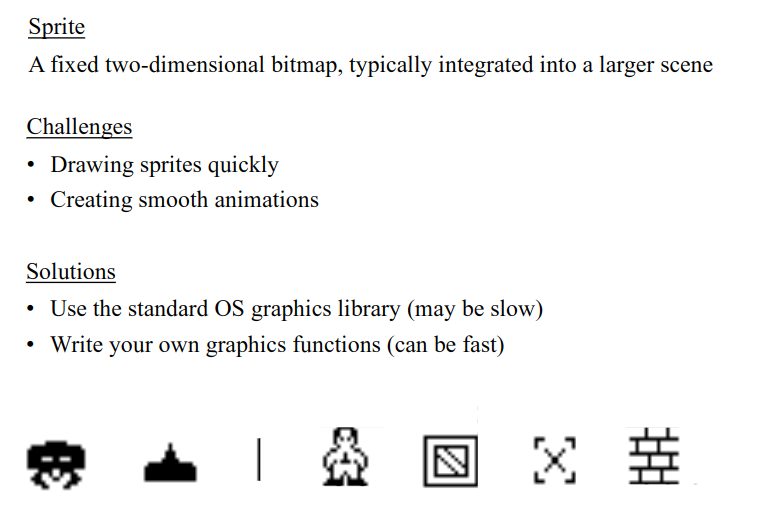 Sprite
A fixed two-dimensional bitmap, typically integrated into a larger scene
Challenges
• Drawing sprites quickly
• Creating smooth animations
Solutions
• Use the standard OS graphics library (may be slow)
• Write your own graphics functions (can be fast)